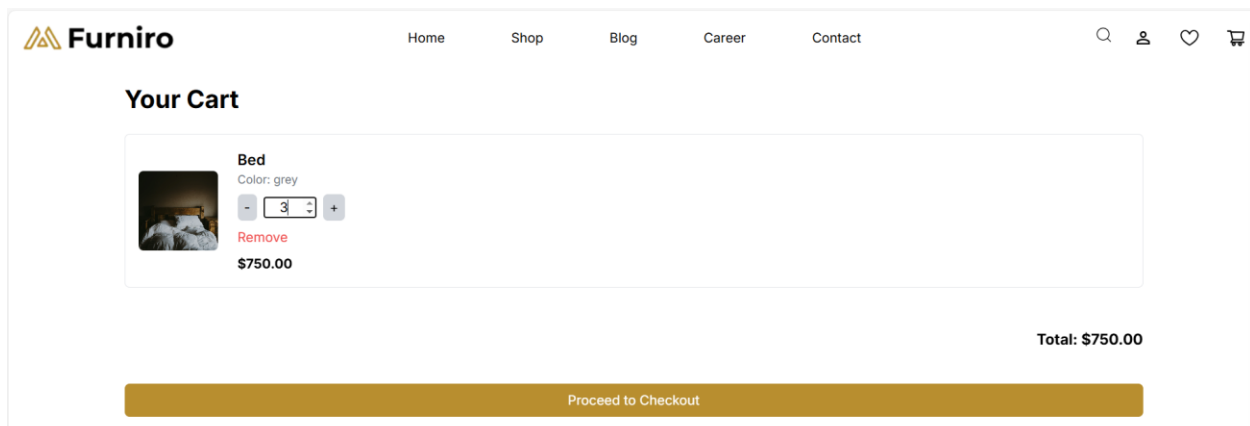 Furniro Home Shop Blog Career Contact
Your Cart
Bed
Color: grey
- 3 +
Remove
$750.00
Total: $750.00
Proceed to Checkout